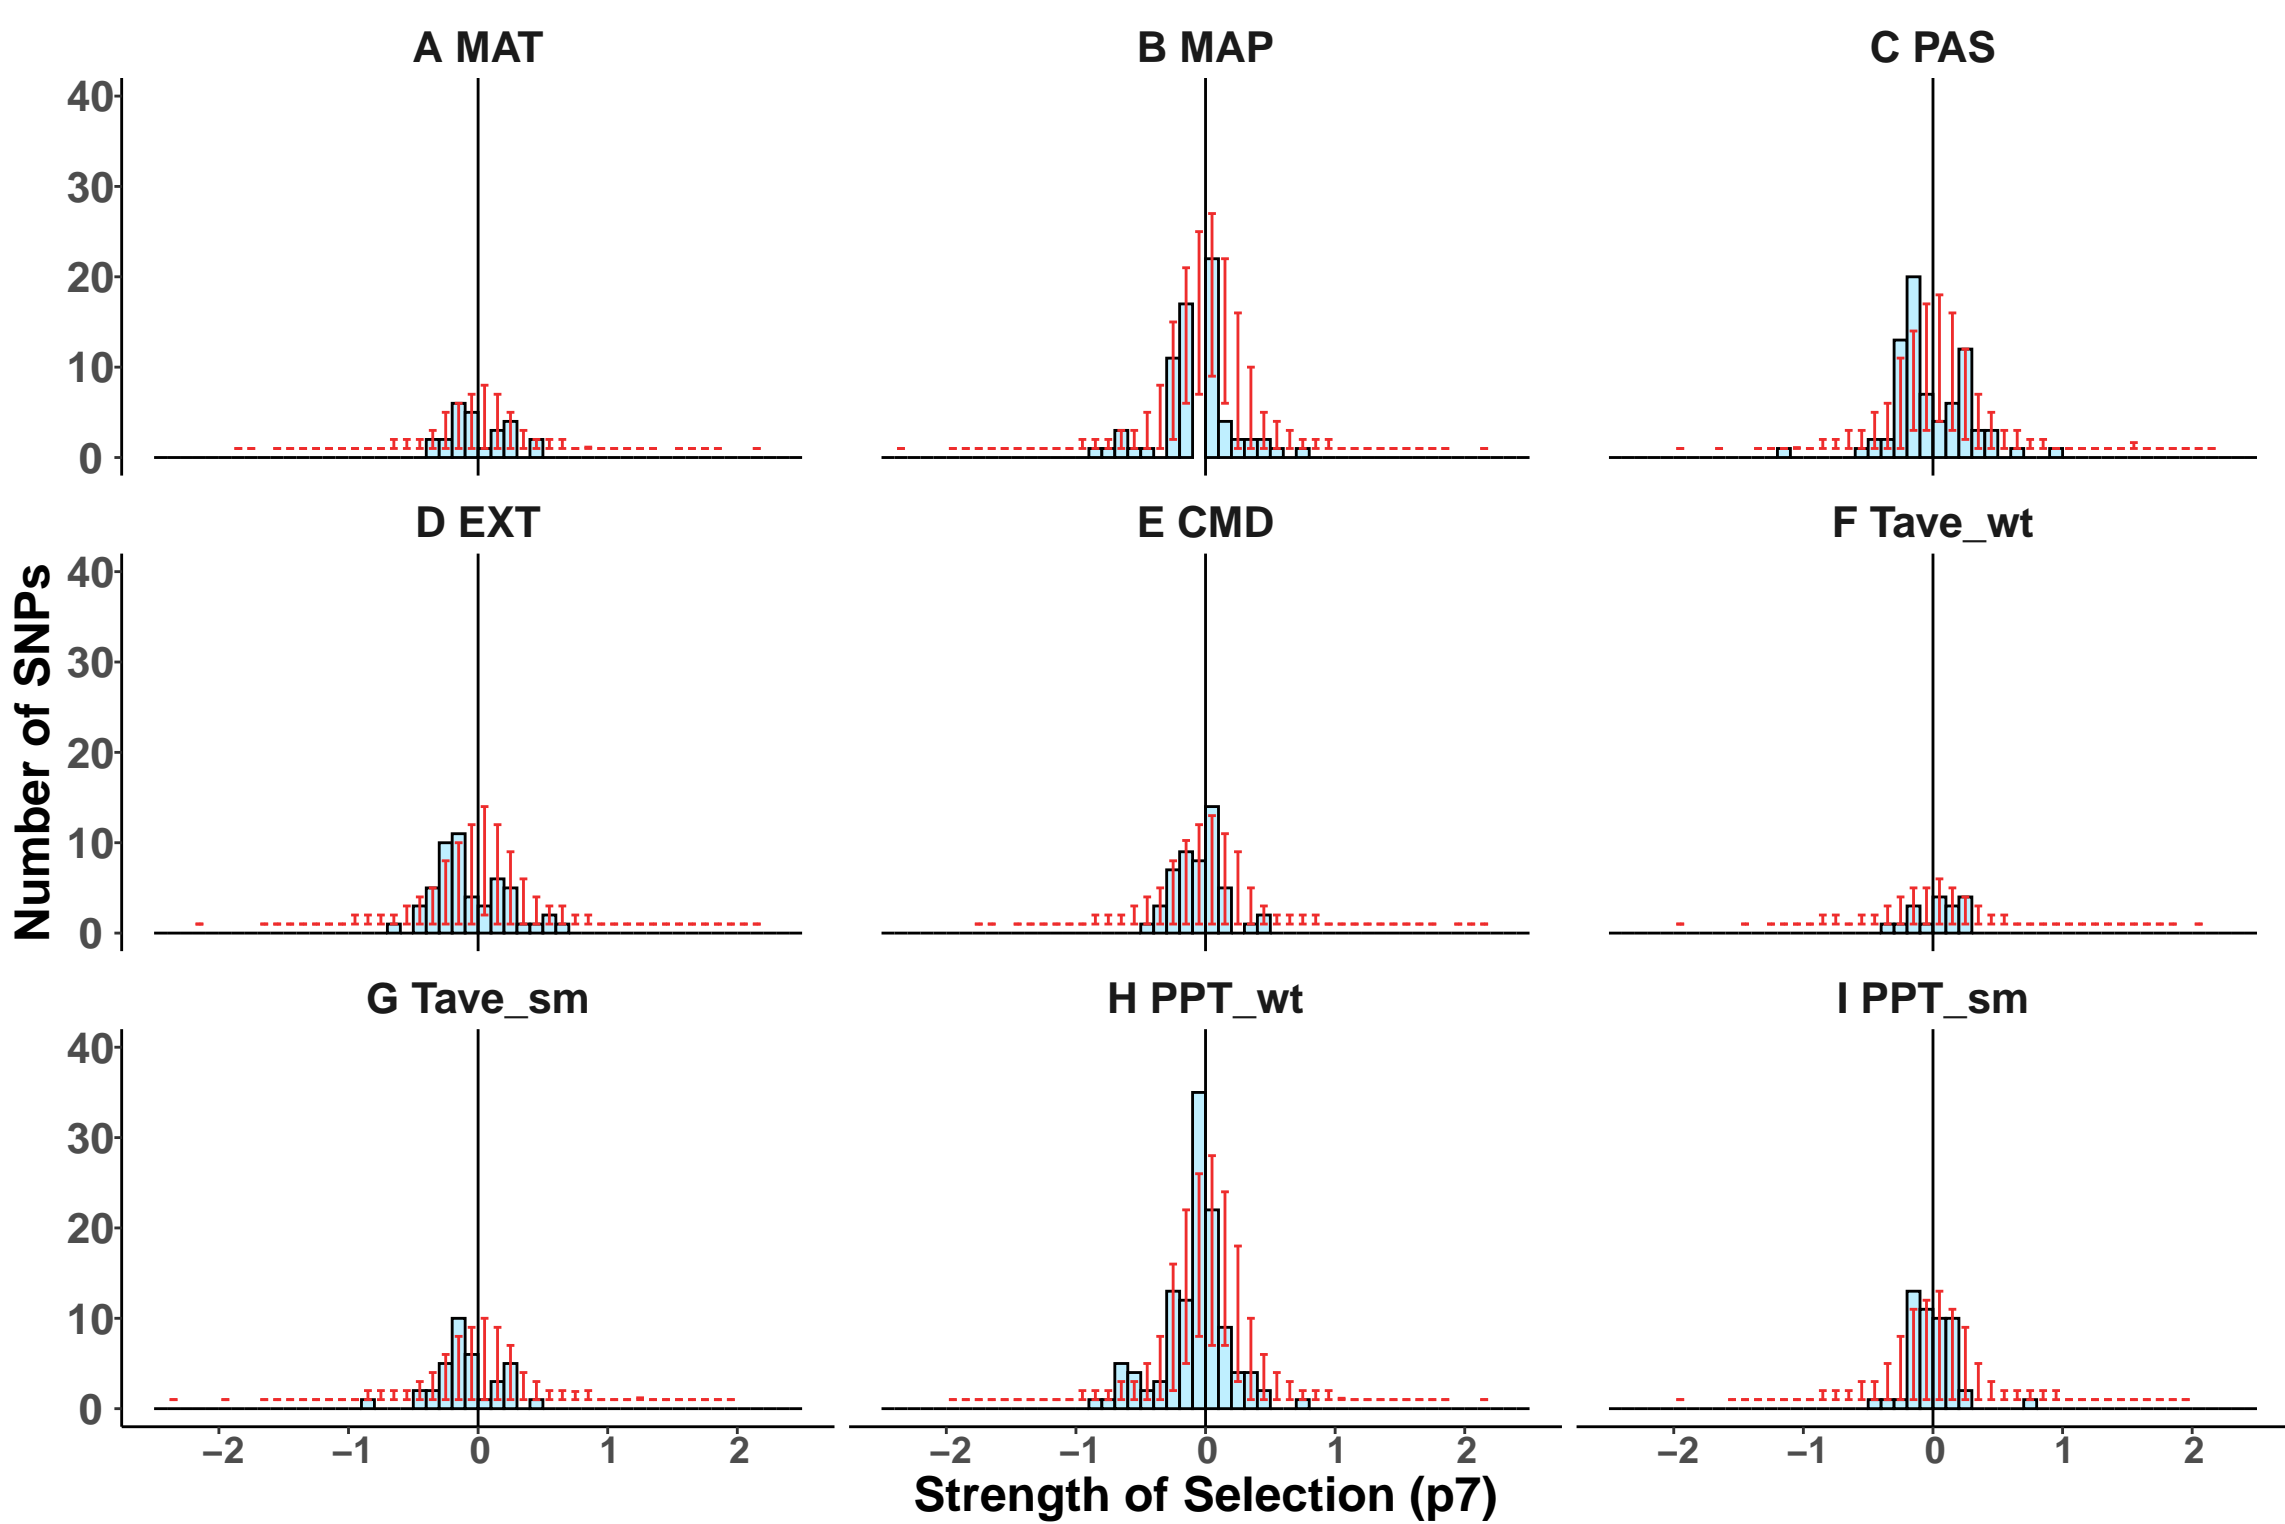 A MAT
B MAP
C PAS
40
30
20
10
0
D EXT
E CMD
F Tave_wt
40
30
20
10
0
Number of SNPs
G Tave_sm
H PPT_wt
I PPT_sm
40
30
20
10
0
−2 −1 0 1 2
−2 −1 0 1 2
−2 −1 0 1 2
Strength of Selection (p7)